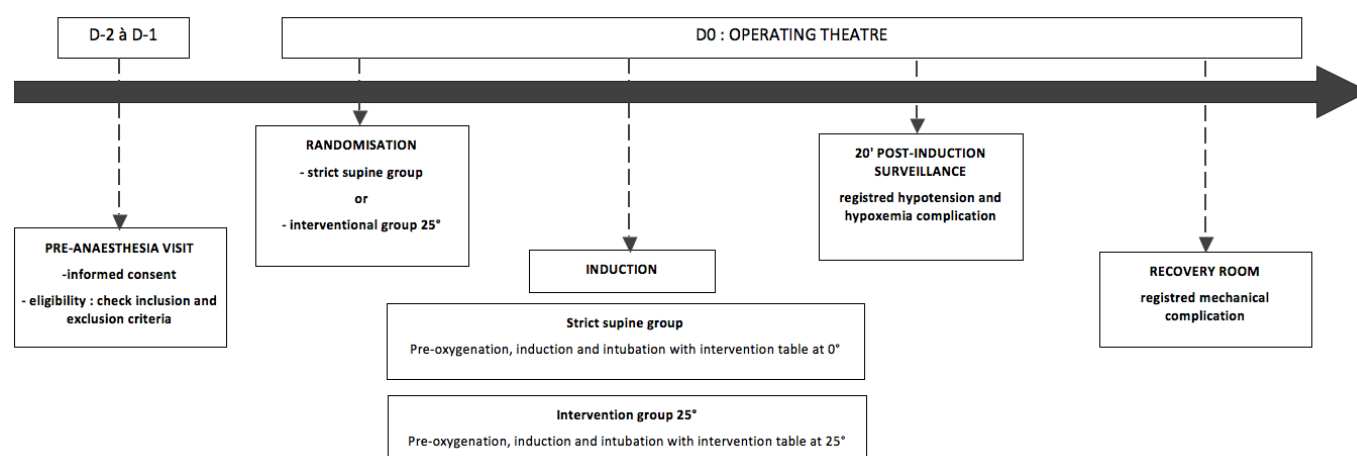 D-2 à D-1
D0 : OPERATING THEATRE
RANDOMISATION
- strict supine group
or
- interventional group 25°
20' POST-INDUCTION
SURVEILLANCE
registred hypotension and
hypoxemia complication
PRE-ANAESTHESIA VISIT
-informed consent
- eligibility : check inclusion and
exclusion criteria
INDUCTION
RECOVERY ROOM
registred mechanical
complication
Strict supine group
Pre-oxygenation, induction and intubation with intervention table at 0°
Intervention group 25°
Pre-oxygenation, induction and intubation with intervention table at 25°